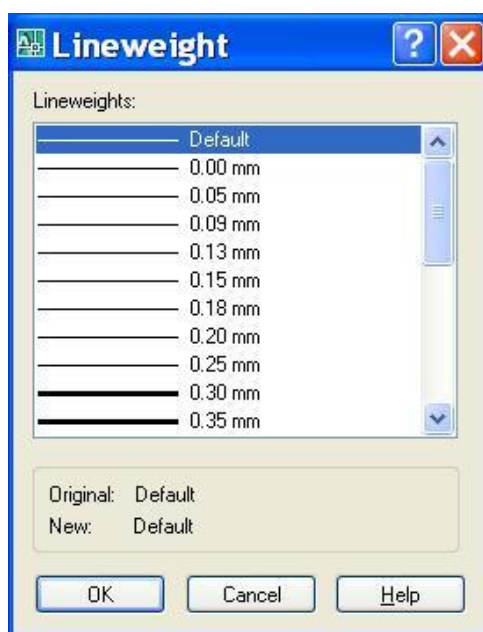 Lineweight
Lineweights:
Default
0.00 mm
0.05 mm
0.09 mm
0.13 mm
0.15 mm
0.18 mm
0.20 mm
0.25 mm
0.30 mm
0.35 mm
Original: Default
New: Default
OK Cancel Help